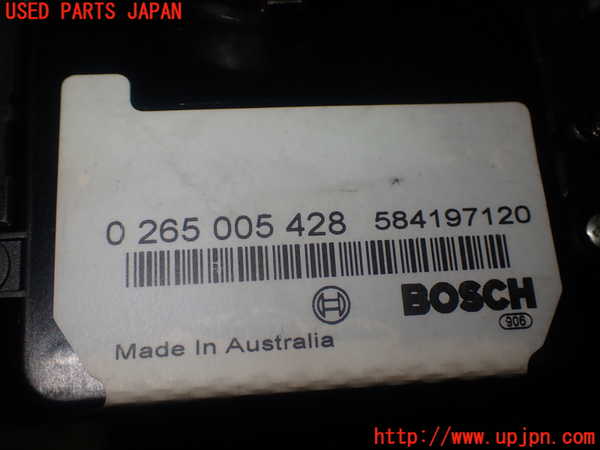 USED PARTS JAPAN
0 265 005 428 584197120
BOSCH
906
Made In Australia
http://www.upjpn.com/